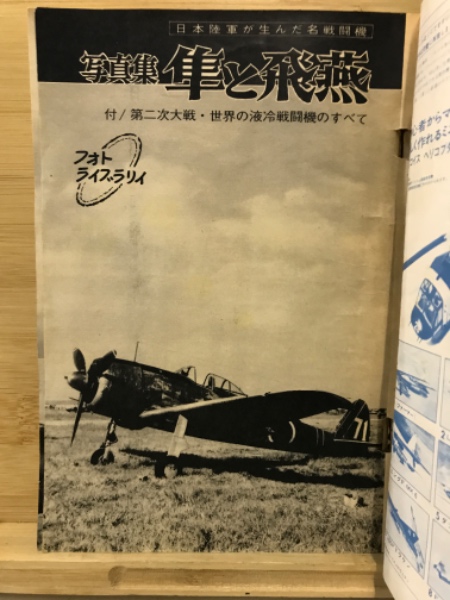 日本陸軍が生んだ名戦闘機
写真集 隼と飛燕
付/第二次大戦・世界の液冷戦闘機のすべて
フォト
ライブラリイ
71